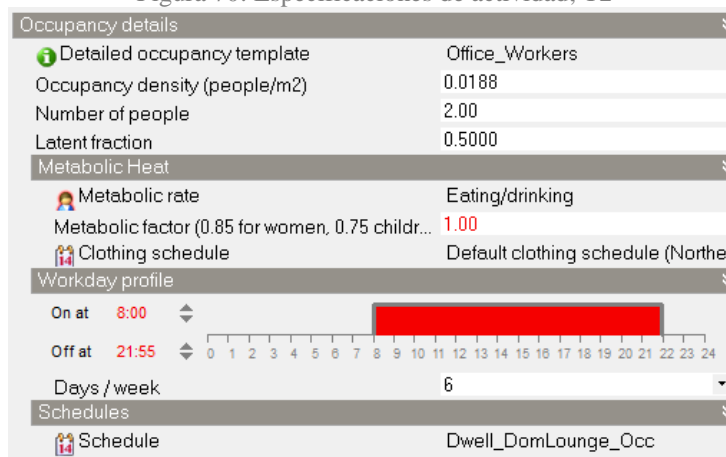 Occupancy details
Detailed occupancy template Office_Workers
Occupancy density (people/m2) 0.0188
Number of people 2.00
Latent fraction 0.5000
Metabolic Heat
Metabolic rate Eating/drinking
Metabolic factor (0.85 for women, 0.75 childr... 1.00
Clothing schedule Default clothing schedule (Northe
Workday profile
On at 8:00
Off at 21:55 0 1 2 3 4 5 6 7 8 9 10 11 12 13 14 15 16 17 18 19 20 21 22 23 24
Days / week 6
Schedules
Schedule Dwell_DomLounge_Occ